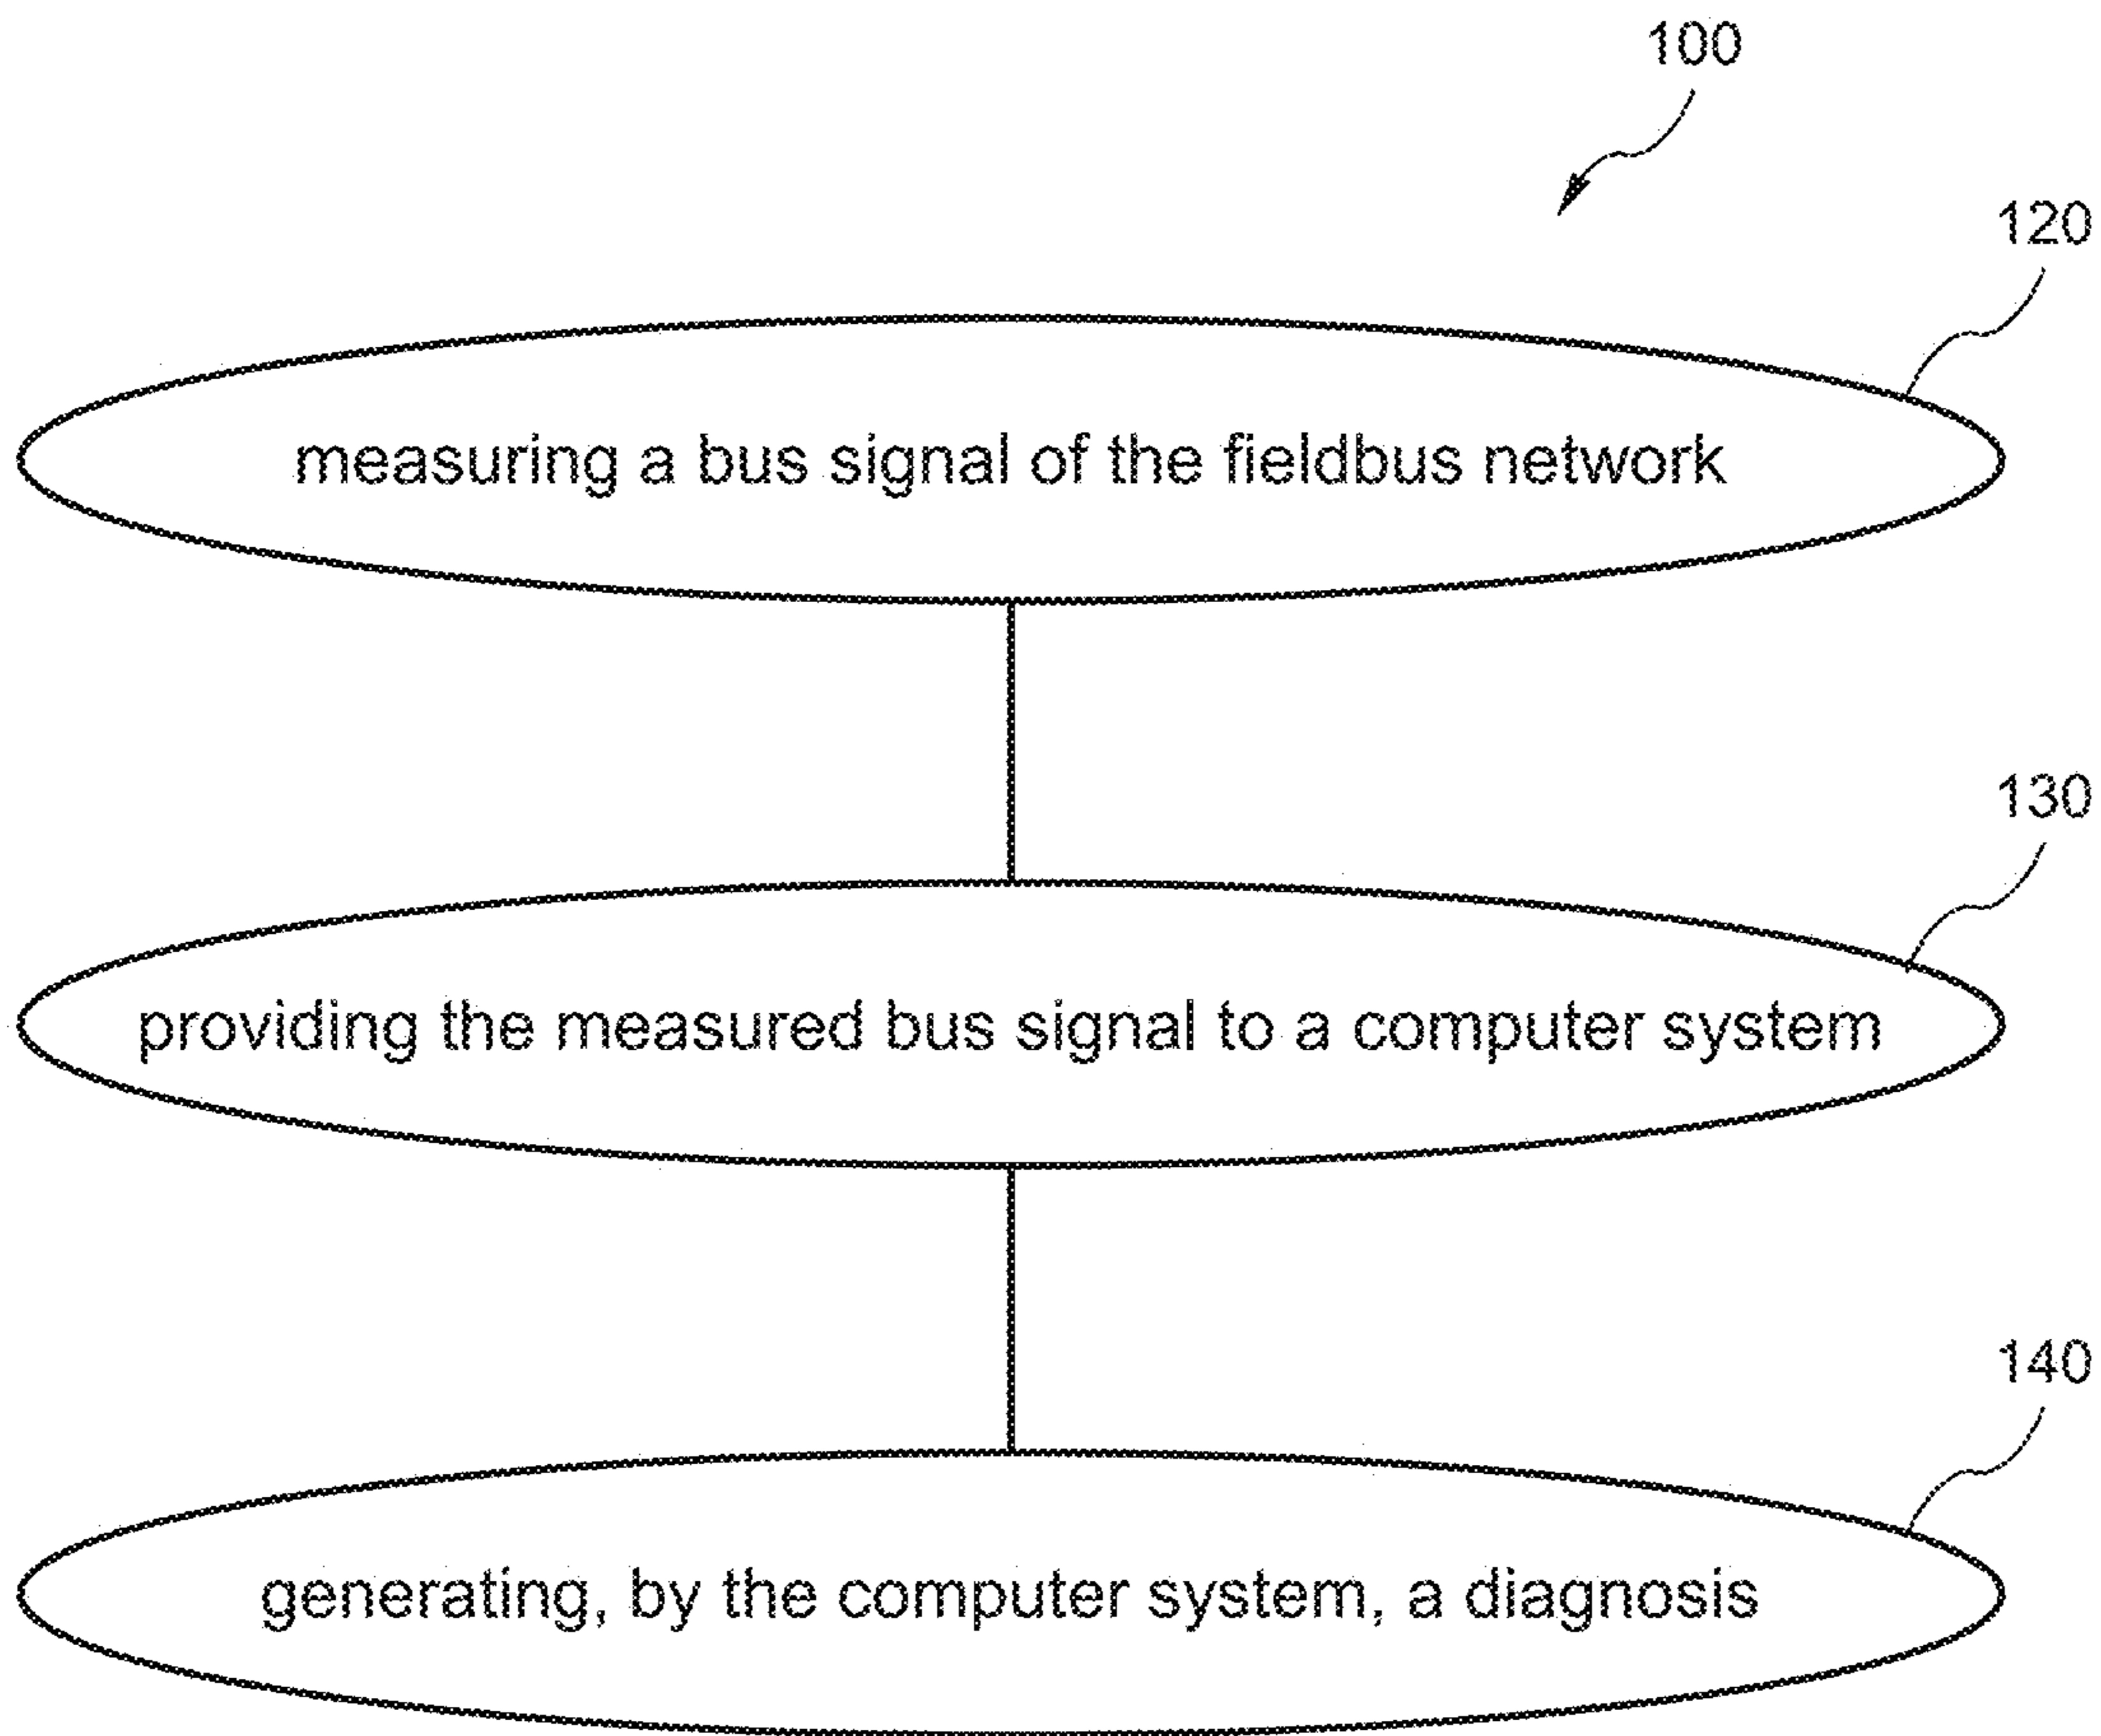 100
120
measuring a bus signal of the fieldbus network
130
providing the measured bus signal to a computer system
140
generating, by the computer system, a diagnosis